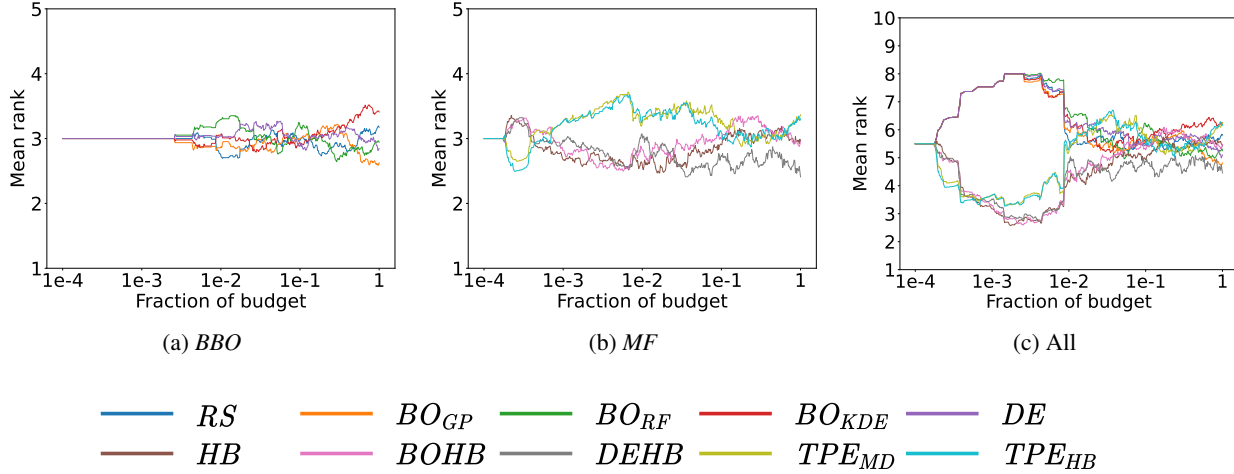 5
4
3
2
1
Mean rank
1e-4 1e-3 1e-2 1e-1 1
Fraction of budget
(a) BBO
5
4
3
2
1
Mean rank
1e-4 1e-3 1e-2 1e-1 1
Fraction of budget
(b) MF
10
9
8
7
6
5
4
3
2
1
Mean rank
1e-4 1e-3 1e-2 1e-1 1
Fraction of budget
(c) All
RS BO_GP BO_RF BO_KDE DE
HB BOHB DEHB TPE_MD TPE_HB